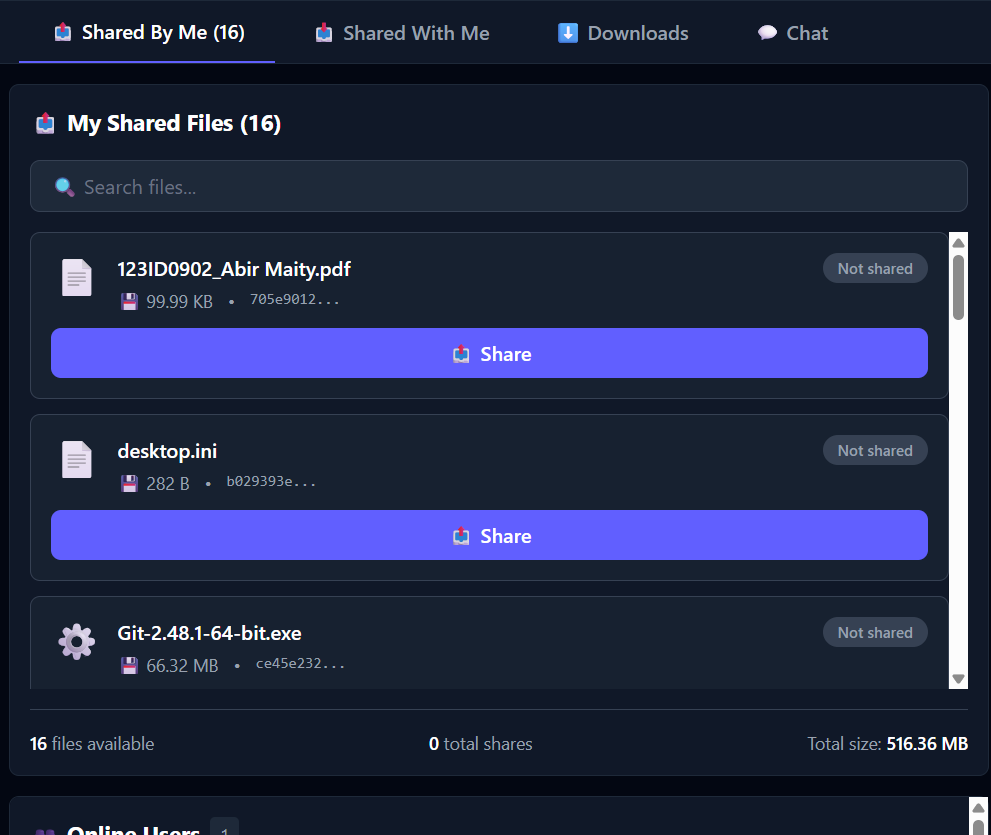 Shared By Me (16)
Shared With Me
Downloads
Chat
My Shared Files (16)
Search files...
123ID0902_Abir Maity.pdf
Not shared
99.99 KB • 705e9012...
Share
desktop.ini
Not shared
282 B • b029393e...
Share
Git-2.48.1-64-bit.exe
Not shared
66.32 MB • ce45e232...
16 files available
0 total shares
Total size: 516.36 MB
Online Users 1